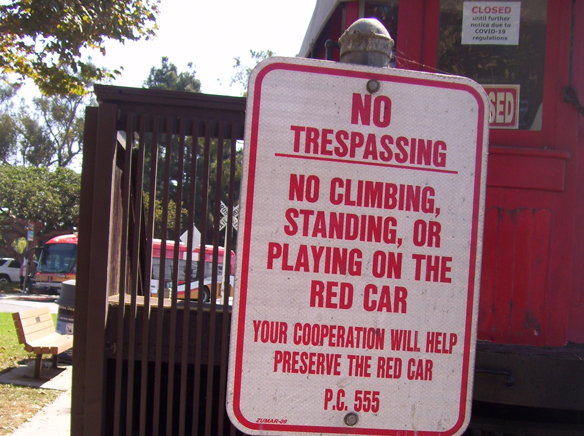 CLOSED
until further
notice due to
COVID-19
regulations
SED
NO
TRESPASSING
NO CLIMBING,
STANDING, OR
PLAYING ON THE
RED CAR
YOUR COOPERATION WILL HELP
PRESERVE THE RED CAR
P.C. 555
ZUMAR-09